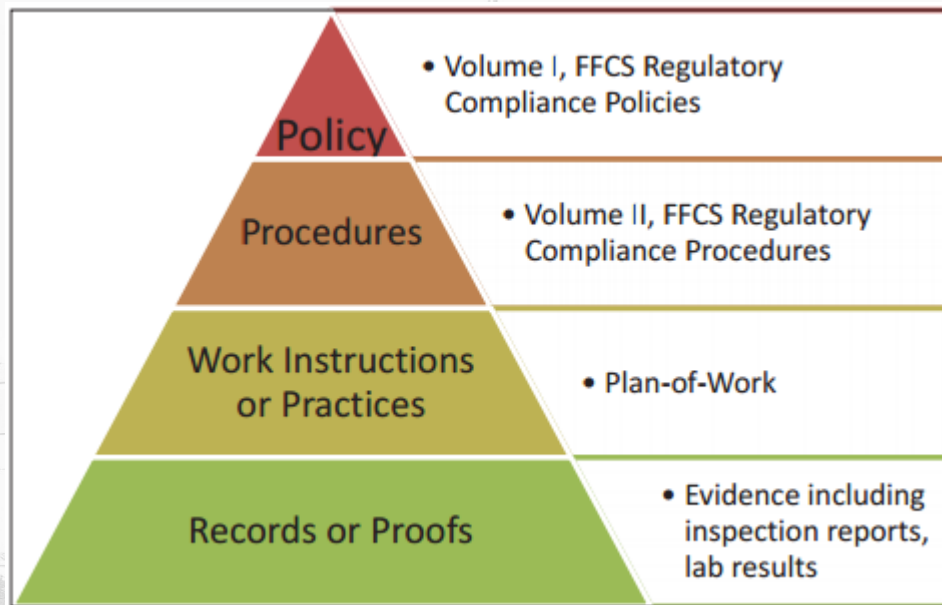 Policy
• Volume I, FFCS Regulatory
Compliance Policies
Procedures
• Volume II, FFCS Regulatory
Compliance Procedures
Work Instructions
or Practices
• Plan-of-Work
Records or Proofs
• Evidence including
inspection reports,
lab results